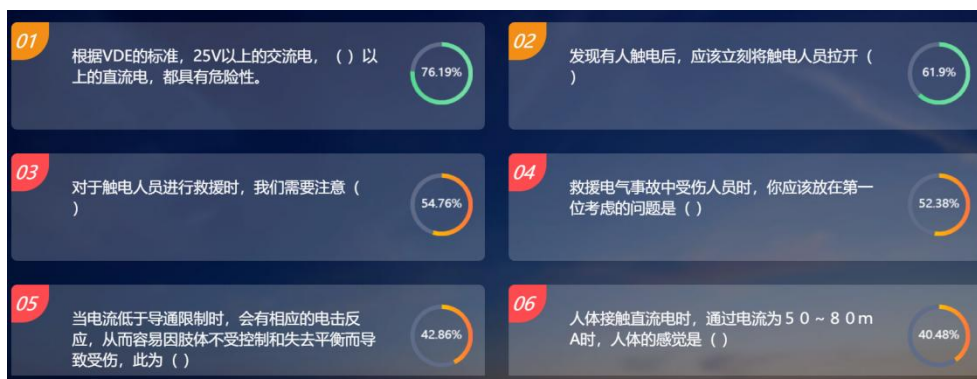 01
根据VDE的标准，25V以上的交流电，（ ）以
上的直流电，都具有危险性。
76.19%
02
发现有人触电后，应该立刻将触电人员拉开（
）
61.9%
03
对于触电人员进行救援时，我们需要注意（
）
54.76%
04
救援电气事故中受伤人员时，你应该放在第一
位考虑的问题是（ ）
52.38%
05
当电流低于导通限制时，会有相应的电击反
应，从而容易因肢体不受控制和失去平衡而导
致受伤，此为（ ）
42.86%
06
人体接触直流电时，通过电流为５０～８０ｍ
A时，人体的感觉是（ ）
40.48%